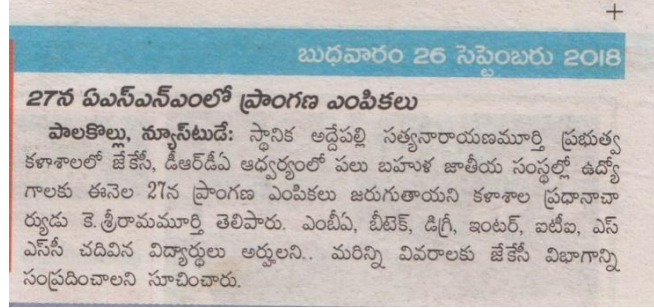 బుధవారం 26 సెప్టెంబరు 2018
27న ఏఎస్ఎన్ఎంలో ప్రాంగణ ఎంపికలు
పాలకొల్లు, న్యూస్‌టుడే: స్థానిక అద్దేపల్లి సత్యనారాయణమూర్తి ప్రభుత్వ
కళాశాలలో జేకేసీ, డీఆర్‌డీఏ ఆధ్వర్యంలో పలు బహుళ జాతీయ సంస్థల్లో ఉద్యో
గాలకు ఈనెల 27న ప్రాంగణ ఎంపికలు జరుగుతాయని కళాశాల ప్రధానాచా
ర్యుడు కె.శ్రీరామమూర్తి తెలిపారు. ఎంబీఏ, బీటెక్, డిగ్రీ, ఇంటర్, ఐటీఐ, ఎస్
ఎస్‌సీ చదివిన విద్యార్థులు అర్హులని.. మరిన్ని వివరాలకు జేకేసీ విభాగాన్ని
సంప్రదించాలని సూచించారు.